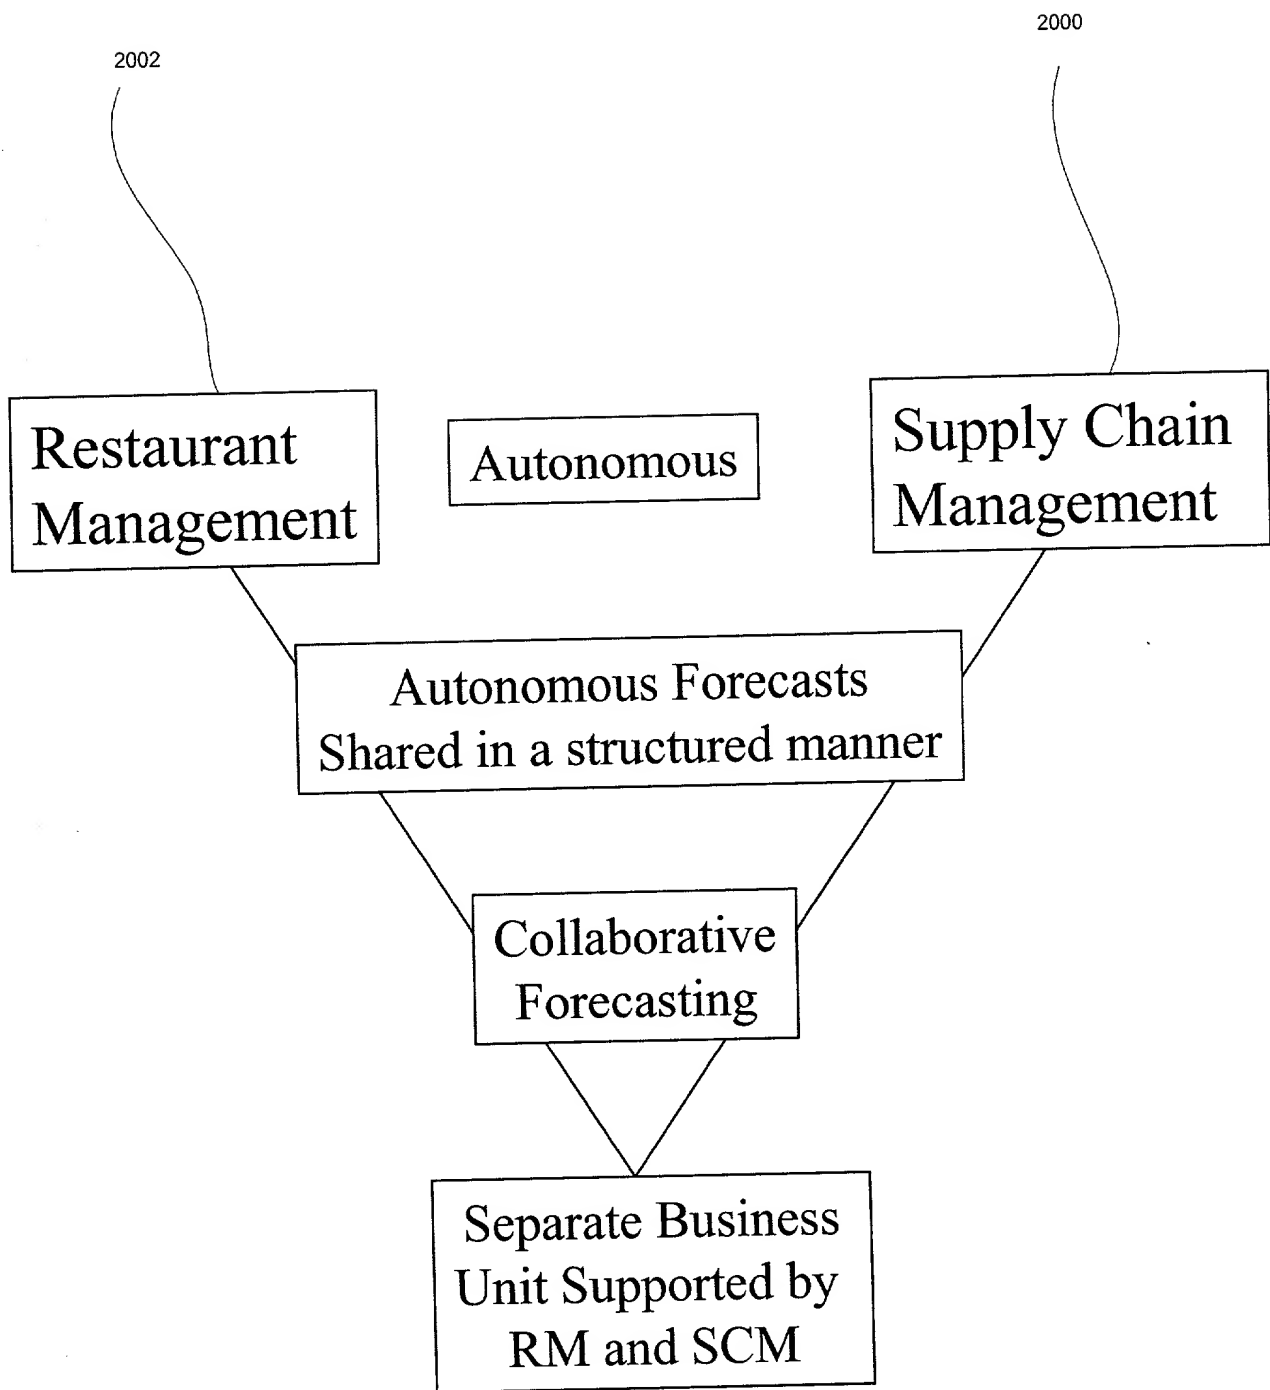 2002
2000
Restaurant
Management
Autonomous
Supply Chain
Management
Autonomous Forecasts
Shared in a structured manner
Collaborative
Forecasting
Separate Business
Unit Supported by
RM and SCM